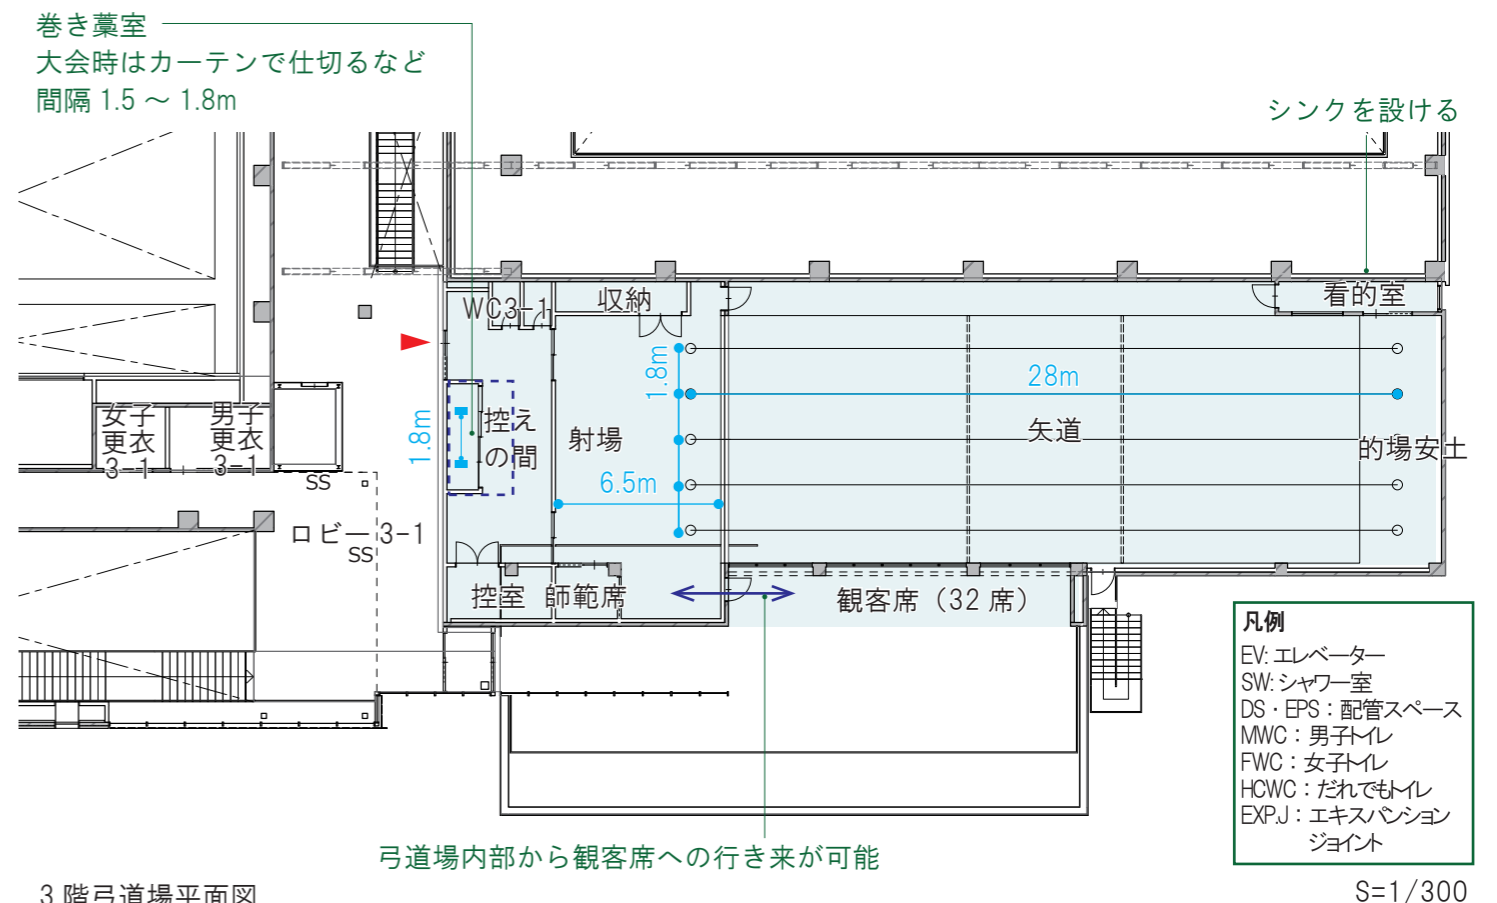 巻き藁室
大会時はカーテンで仕切るなど
間隔 1.5 ～ 1.8m
シンクを設ける
WC3-1
収納
看的室
1.8m
28m
女子
更衣
3-1
男子
更衣
3-1
1.8m
控え
の間
射場
矢道
的場安土
6.5m
SS
ロビー 3-1
SS
控室
師範席
観客席（32 席）
凡例
EV: エレベーター
SW: シャワー室
DS・EPS：配管スペース
MWC：男子トイレ
FWC：女子トイレ
HCWC：だれでもトイレ
EXP.J：エキスパンション
ジョイント
弓道場内部から観客席への行き来が可能
3 階弓道場平面図
S=1/300